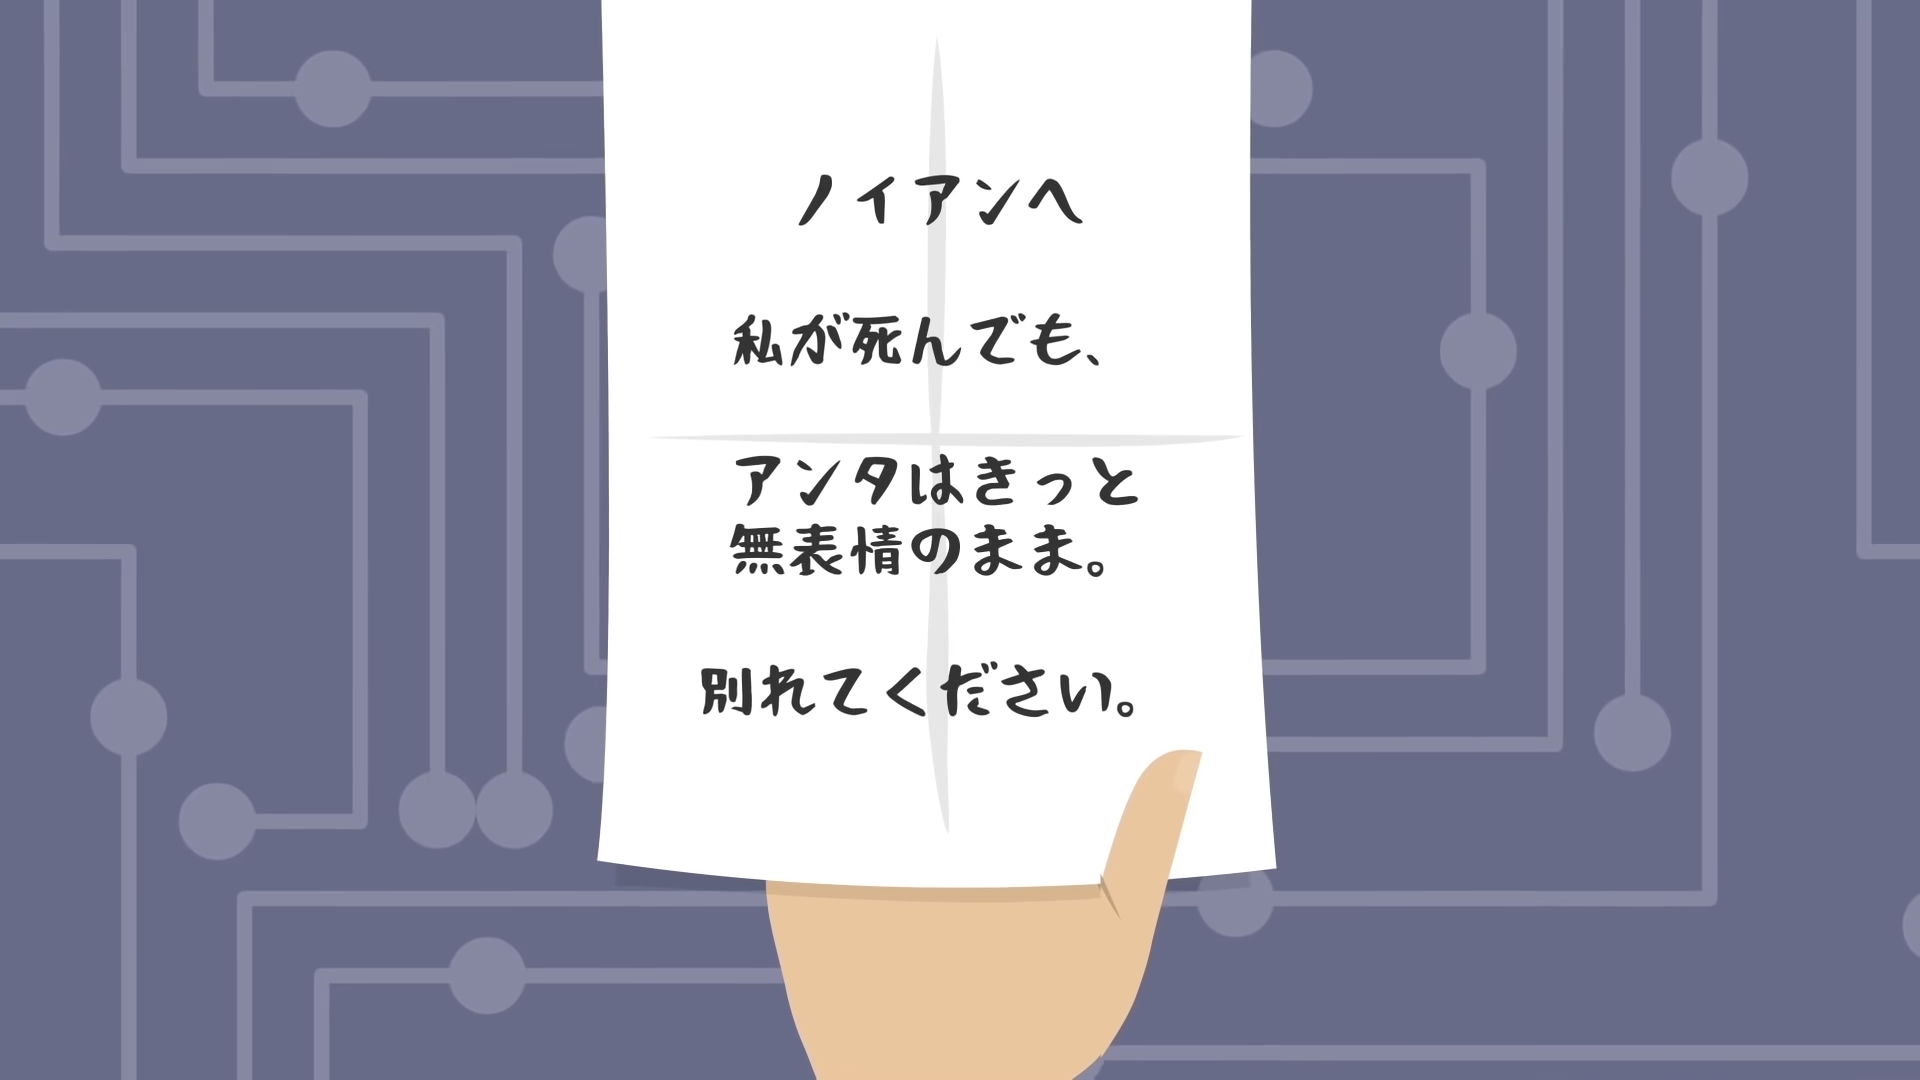 ノイアンへ
私が死んでも、
アンタはきっと
無表情のまま。
別れてください。